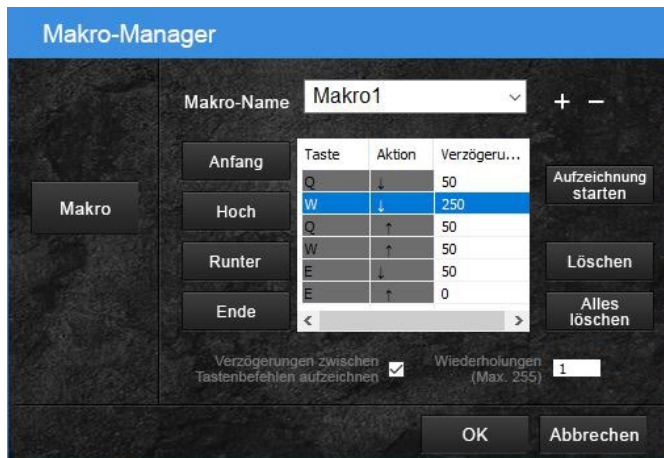 Makro-Manager
Makro-Name Makro1 + −
Makro
Anfang
Hoch
Runter
Ende
Taste Aktion Verzögeru...
Q ↓ 50
W ↓ 250
Q ↑ 50
W ↑ 50
E ↓ 50
E ↑ 0
Aufzeichnung
starten
Löschen
Alles
löschen
Verzögerungen zwischen
Tastenbefehlen aufzeichnen
Wiederholungen
(Max. 255) 1
OK Abbrechen